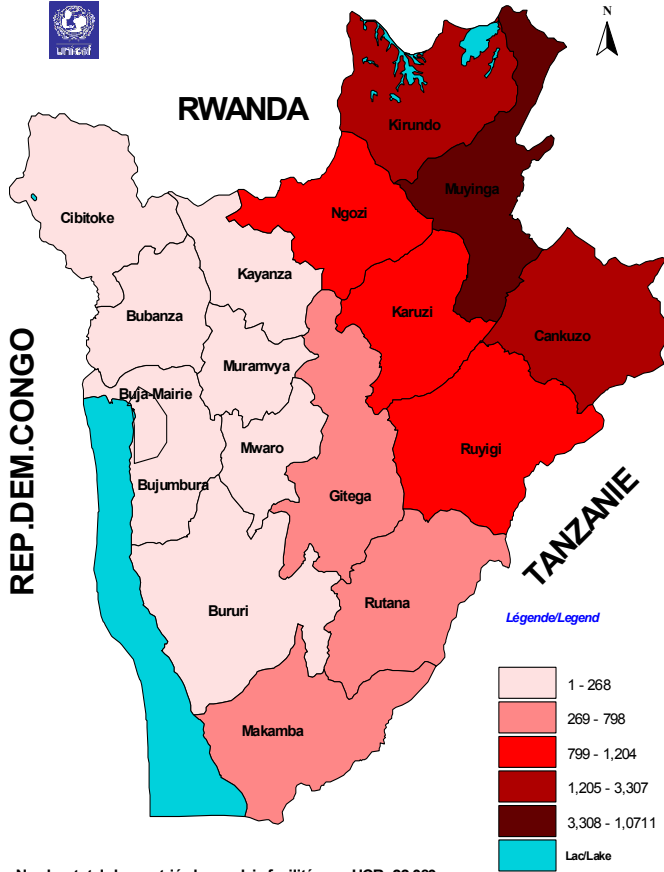 unicef
N
RWANDA
Kirundo
Muyinga
Ngozi
Cibitoke
Kayanza
Bubanza
Karuzi
Cankuzo
Muramvya
Buja-Mairie
Mwaro
Ruyigi
Bujumbura
Gitega
REP.DEM.CONGO
TANZANIE
Bururi
Rutana
Makamba
Légende/Legend
1 - 268
269 - 798
799 - 1,204
1,205 - 3,307
3,308 - 1,0711
Lac/Lake